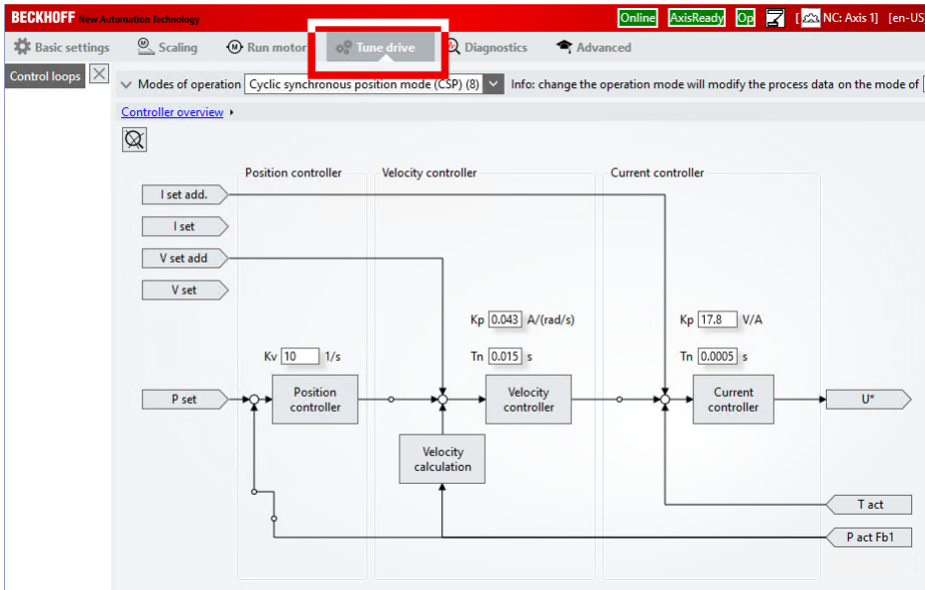 BECKHOFF New Automation Technology
Online AxisReady Op [ NC: Axis 1] [en-US
Basic settings Scaling Run motor Tune drive Diagnostics Advanced
Control loops
Modes of operation Cyclic synchronous position mode (CSP) (8) Info: change the operation mode will modify the process data on the mode of
Controller overview
Position controller Velocity controller Current controller
I set add.
I set
V set add
V set
Kp 0.043 A/(rad/s) Kp 17.8 V/A
Kv 10 1/s Tn 0.015 s Tn 0.0005 s
P set
Position
controller
Velocity
controller
Current
controller
U*
Velocity
calculation
T act
P act Fb1